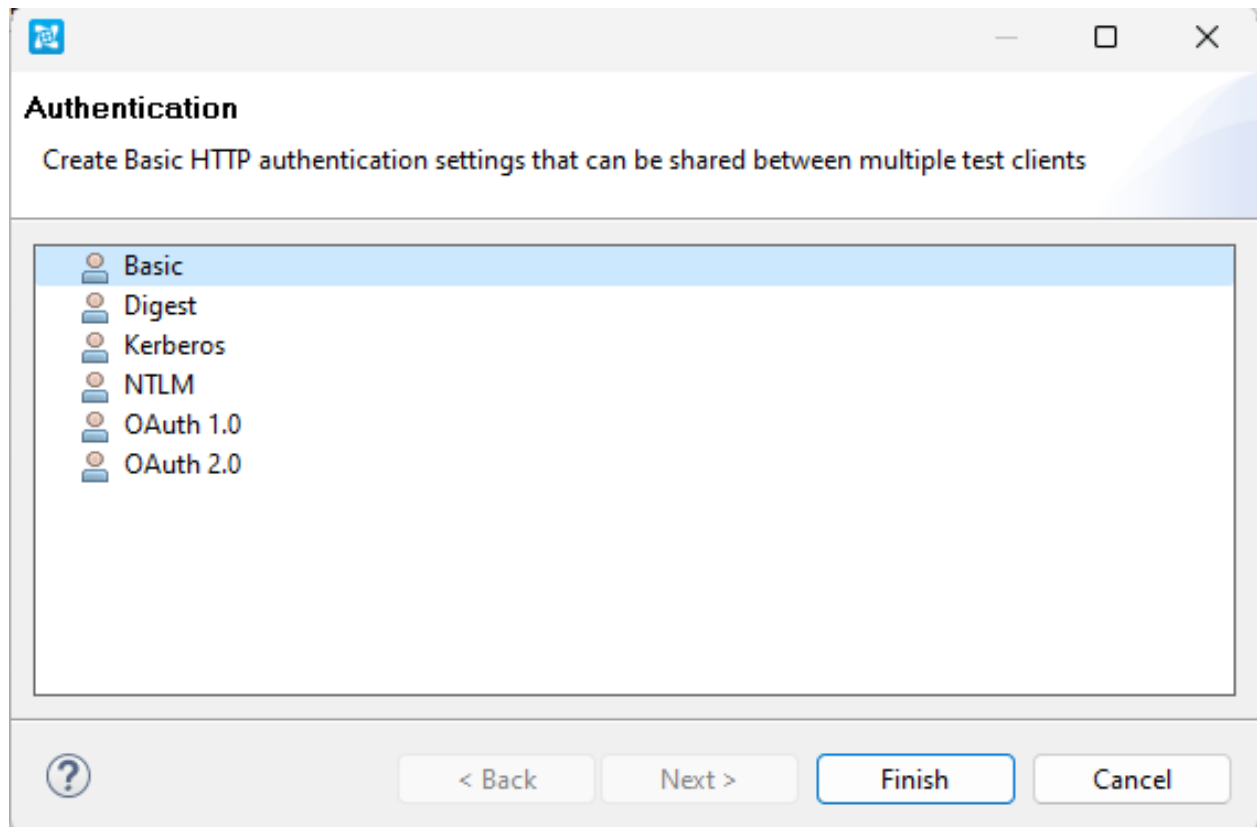 Authentication
Create Basic HTTP authentication settings that can be shared between multiple test clients
Basic
Digest
Kerberos
NTLM
OAuth 1.0
OAuth 2.0
? < Back Next > Finish Cancel